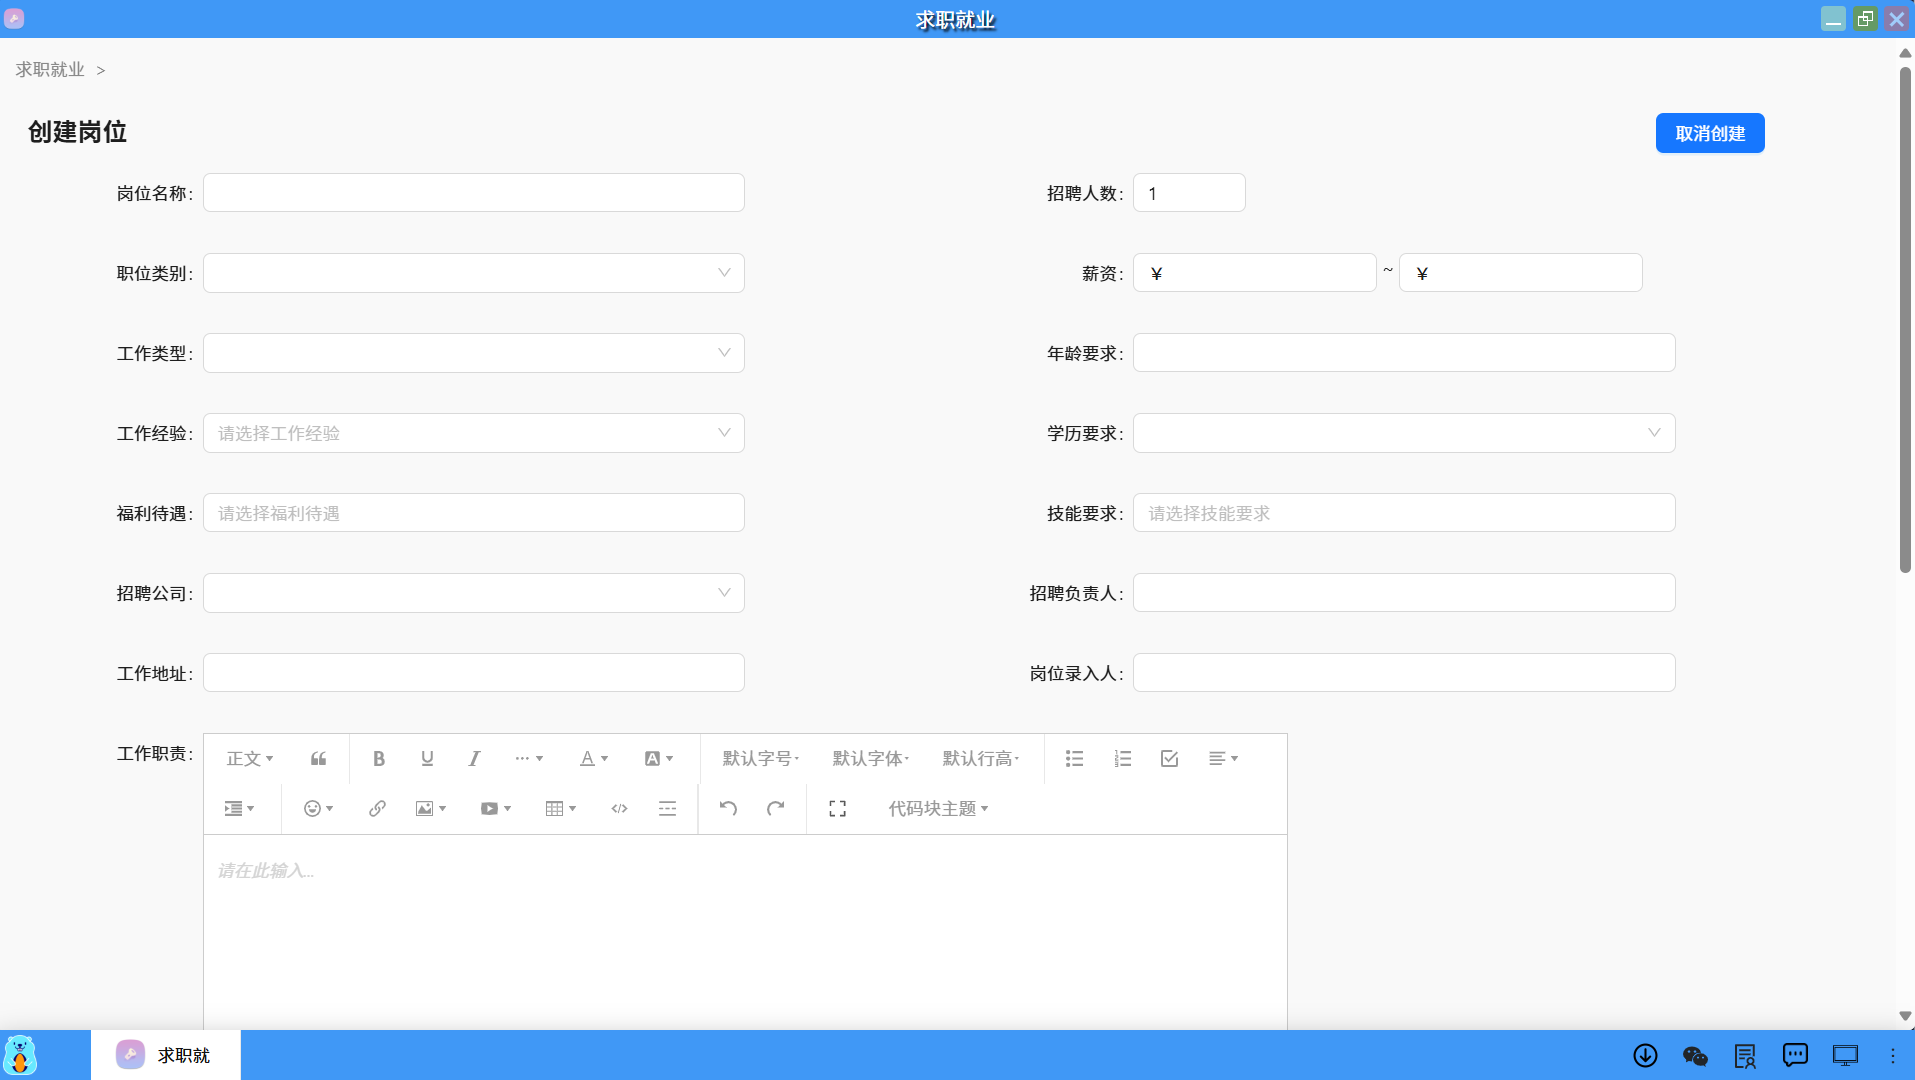 求职就业
求职就业 >
创建岗位
取消创建
岗位名称:
招聘人数: 1
职位类别:
薪资: ¥ ~ ¥
工作类型:
年龄要求:
工作经验: 请选择工作经验
学历要求:
福利待遇: 请选择福利待遇
技能要求: 请选择技能要求
招聘公司:
招聘负责人:
工作地址:
岗位录入人:
工作职责:
正文 B U I ··· A A 默认字号 默认字体 默认行高
代码块主题
请在此输入...
求职就